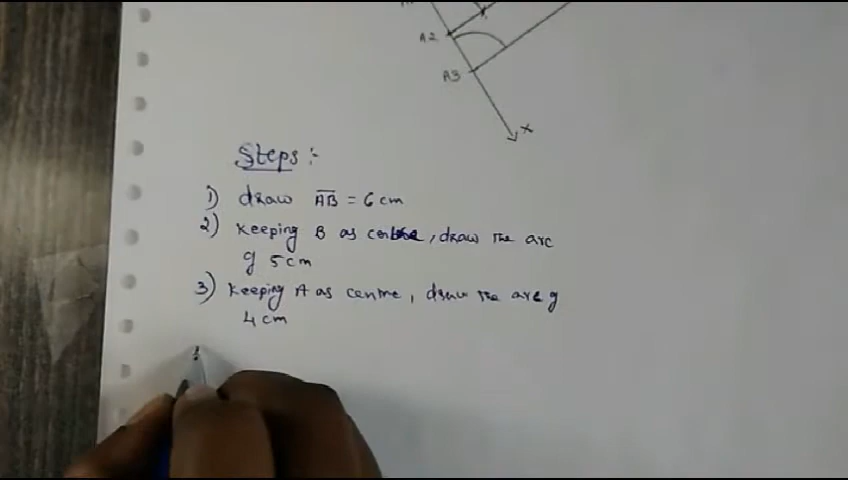 A2
A3
X
Steps :-
1) draw AB = 6 cm
2) keeping B as centre, draw the arc
of 5 cm
3) keeping A as centre, draw the arc of
4 cm